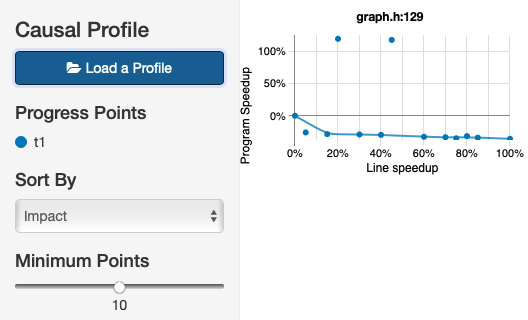 Causal Profile
Load a Profile
Progress Points
t1
Sort By
Impact
Minimum Points
10
graph.h:129
Program Speedup
100%
50%
0%
0% 20% 40% 60% 80% 100%
Line speedup